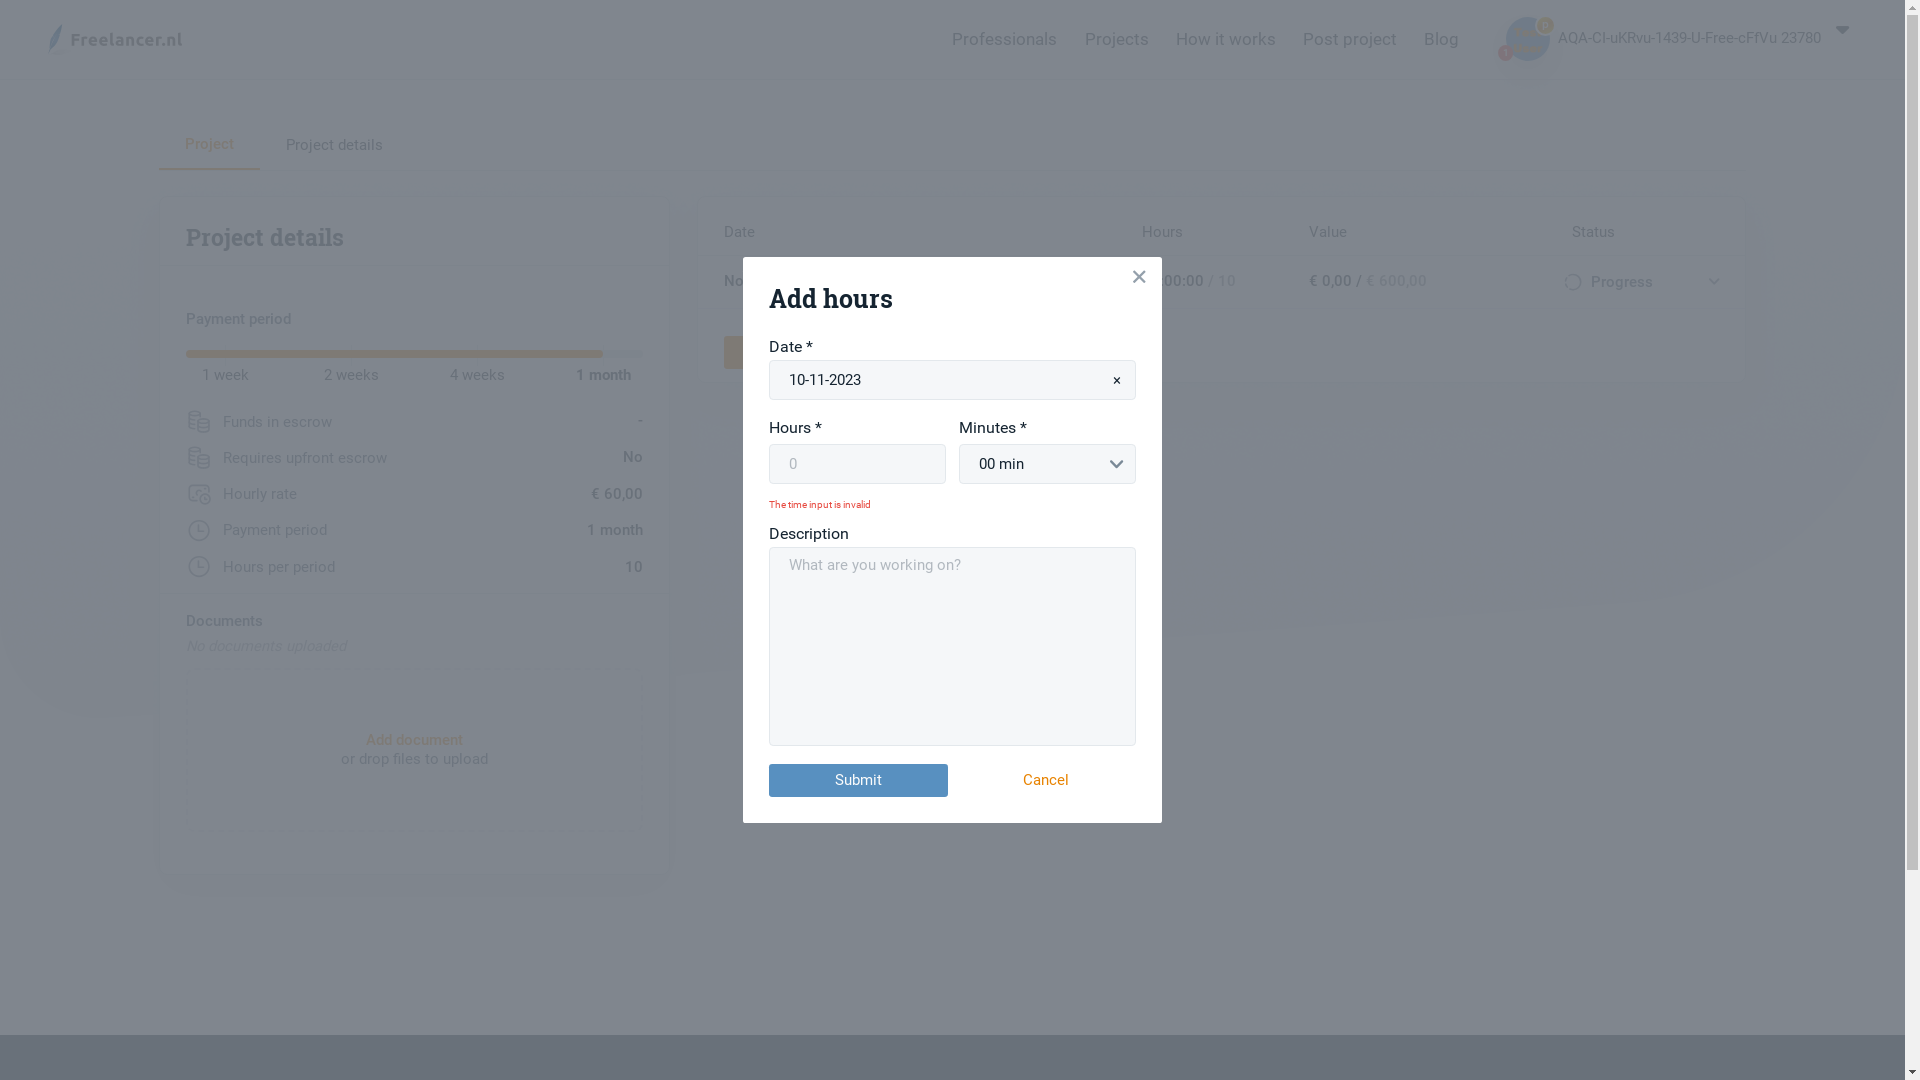 Freelancer.nl
Professionals Projects How it works Post project Blog
AQA-CI-uKRvu-1439-U-Free-cFfVu 23780
Project Project details
Project details
Payment period
1 week 2 weeks 4 weeks 1 month
Funds in escrow -
Requires upfront escrow No
Hourly rate € 60,00
Payment period 1 month
Hours per period 10
Documents
No documents uploaded
Add document
or drop files to upload
Date Hours Value Status
:00:00 / 10 € 0,00 / € 600,00 Progress
Add hours
Date *
10-11-2023 ×
Hours * Minutes *
0 00 min
The time input is invalid
Description
What are you working on?
Submit Cancel